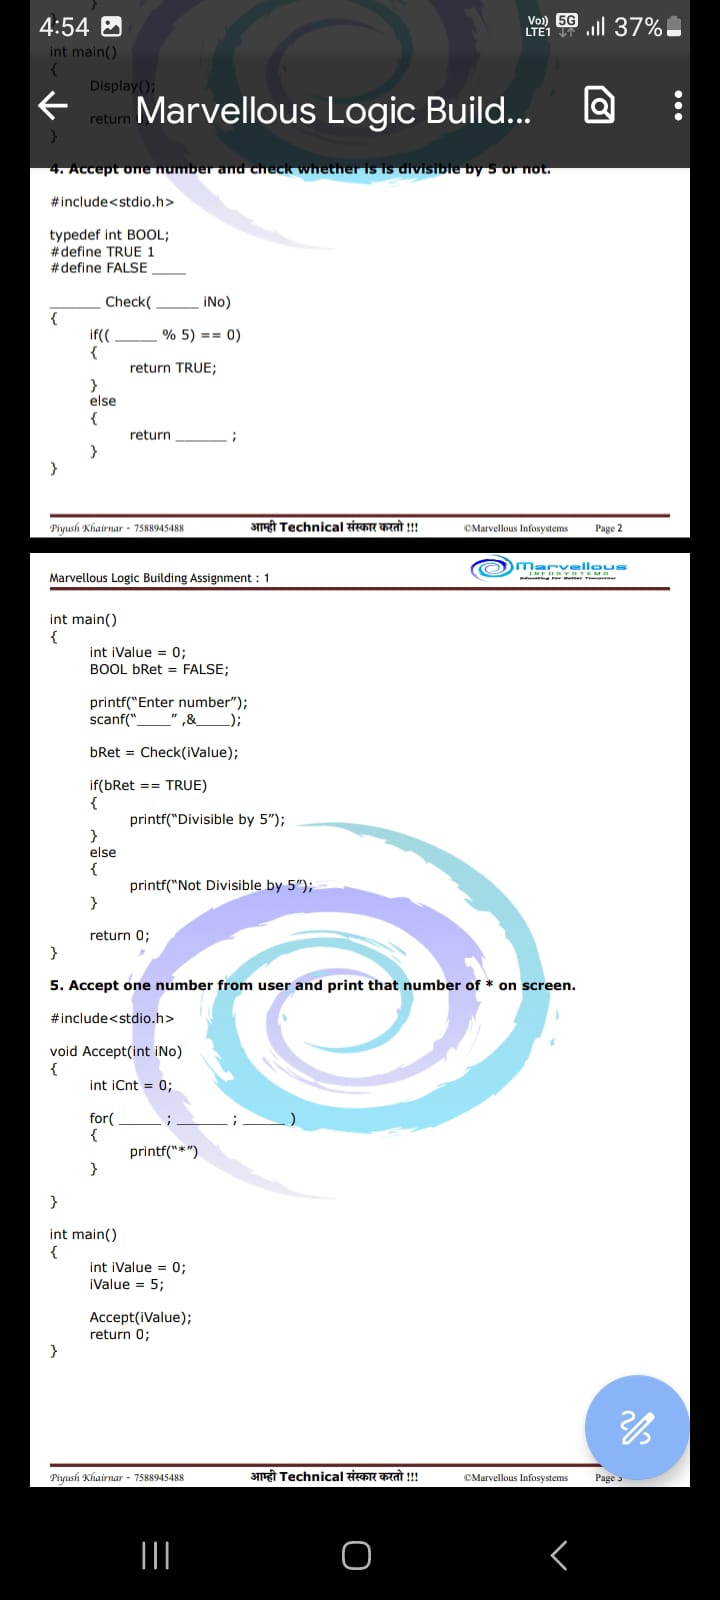 4:54
Vo)) 5G
LTE1
37%
int main()
{
Display();
Marvellous Logic Build...
return
}
4. Accept one number and check whether is is divisible by 5 or not.
#include<stdio.h>
typedef int BOOL;
#define TRUE 1
#define FALSE _____
______ Check( _____ iNo)
{
if(( _____ % 5) == 0)
{
return TRUE;
}
else
{
return ______ ;
}
}
Piyush Khairnar - 7588945488 आम्ही Technical संस्कार करतो !!! ©Marvellous Infosystems Page 2
Marvellous
INFOSYSTEMS
Educating For Better Tomorrow
Marvellous Logic Building Assignment : 1
int main()
{
int iValue = 0;
BOOL bRet = FALSE;
printf("Enter number");
scanf("____" ,&____);
bRet = Check(iValue);
if(bRet == TRUE)
{
printf("Divisible by 5");
}
else
{
printf("Not Divisible by 5");
}
return 0;
}
5. Accept one number from user and print that number of * on screen.
#include<stdio.h>
void Accept(int iNo)
{
int iCnt = 0;
for( _____ ; ______ ; _____ )
{
printf("*")
}
}
int main()
{
int iValue = 0;
iValue = 5;
Accept(iValue);
return 0;
}
Piyush Khairnar - 7588945488 आम्ही Technical संस्कार करतो !!! ©Marvellous Infosystems Page 3